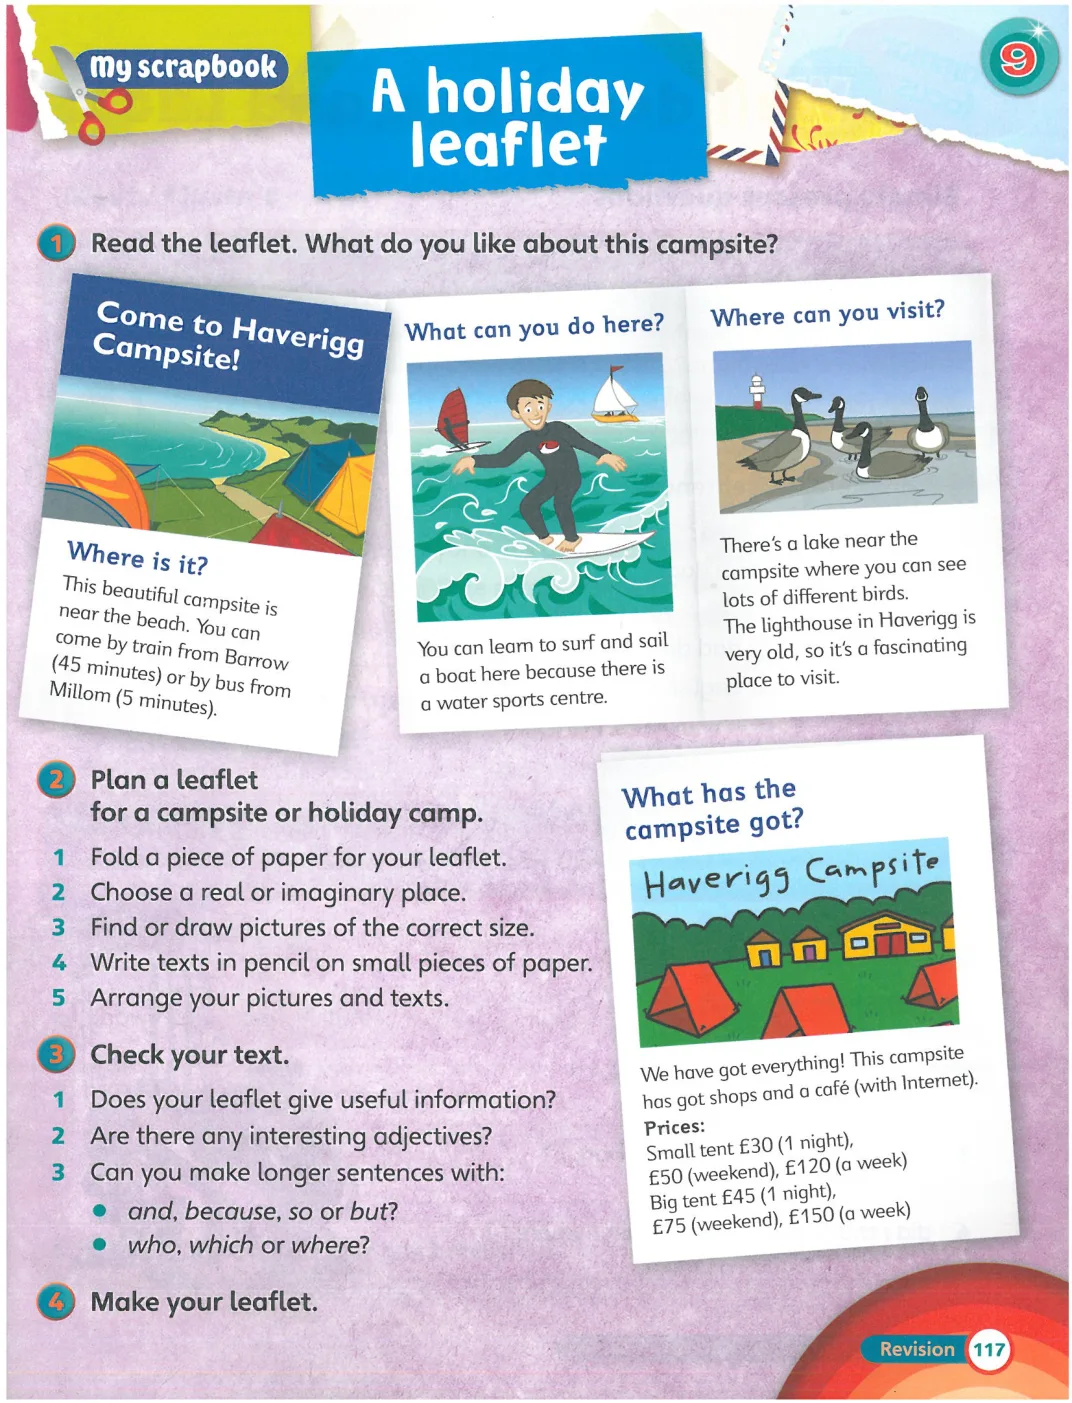 My scrapbook
A holiday
leaflet
9
1 Read the leaflet. What do you like about this campsite?
Come to Haverigg
Campsite!
Where is it?
This beautiful campsite is
near the beach. You can
come by train from Barrow
(45 minutes) or by bus from
Millom (5 minutes).
What can you do here?
You can learn to surf and sail
a boat here because there is
a water sports centre.
Where can you visit?
There's a lake near the
campsite where you can see
lots of different birds.
The lighthouse in Haverigg is
very old, so it's a fascinating
place to visit.
2 Plan a leaflet
for a campsite or holiday camp.
1 Fold a piece of paper for your leaflet.
2 Choose a real or imaginary place.
3 Find or draw pictures of the correct size.
4 Write texts in pencil on small pieces of paper.
5 Arrange your pictures and texts.
3 Check your text.
1 Does your leaflet give useful information?
2 Are there any interesting adjectives?
3 Can you make longer sentences with:
• and, because, so or but?
• who, which or where?
4 Make your leaflet.
What has the
campsite got?
Haverigg Campsite
We have got everything! This campsite
has got shops and a café (with Internet).
Prices:
Small tent £30 (1 night),
£50 (weekend), £120 (a week)
Big tent £45 (1 night),
£75 (weekend), £150 (a week)
Revision 117